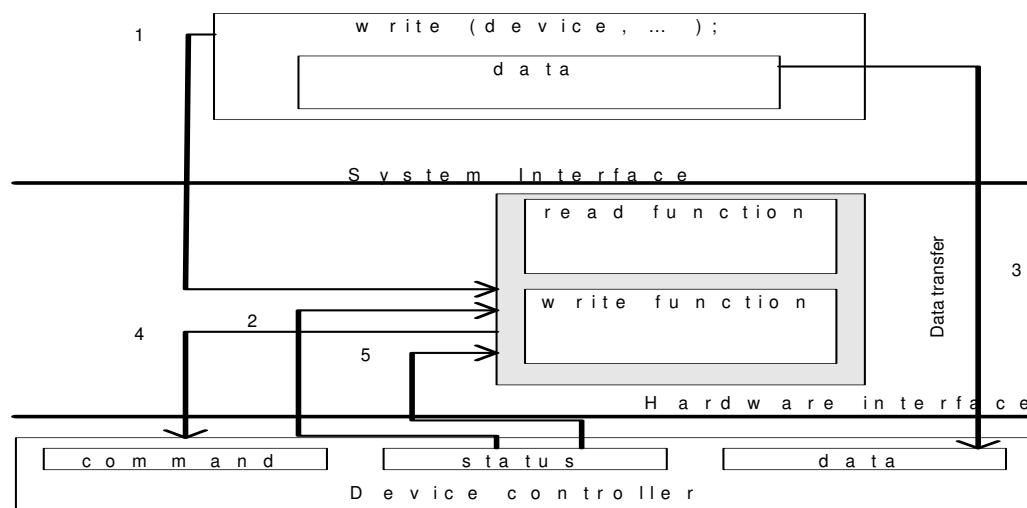 write (device, … );
1
data
System Interface
read function
Data transfer
3
write function
2
4
5
Hardware interface
command
status
data
Device controller